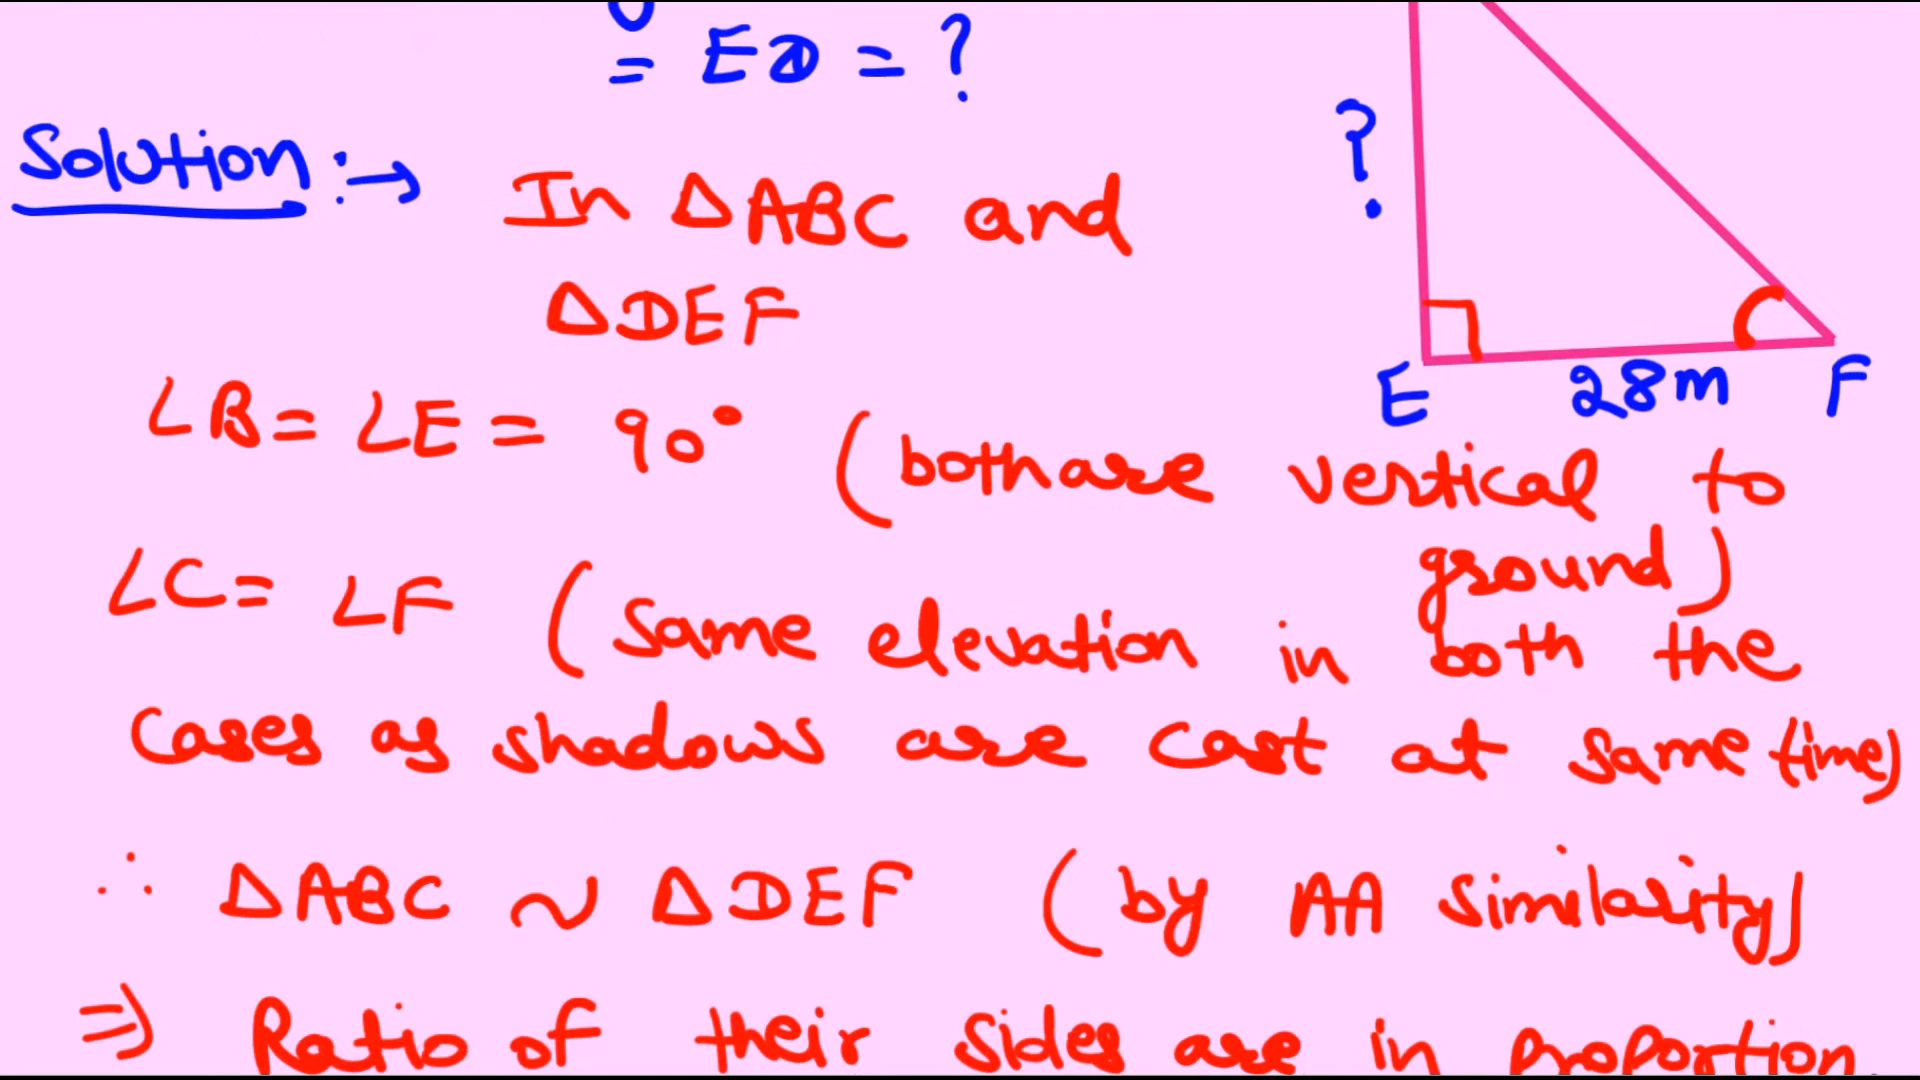 = ED = ?
Solution :→ In ΔABC and
ΔDEF
?
E 28m F
∠B = ∠E = 90° (both are vertical to
ground)
∠C = ∠F (Same elevation in both the
cases as shadows are cast at same time)
∴ ΔABC ~ ΔDEF (by AA similarity)
⇒ Ratio of their sides are in proportion.